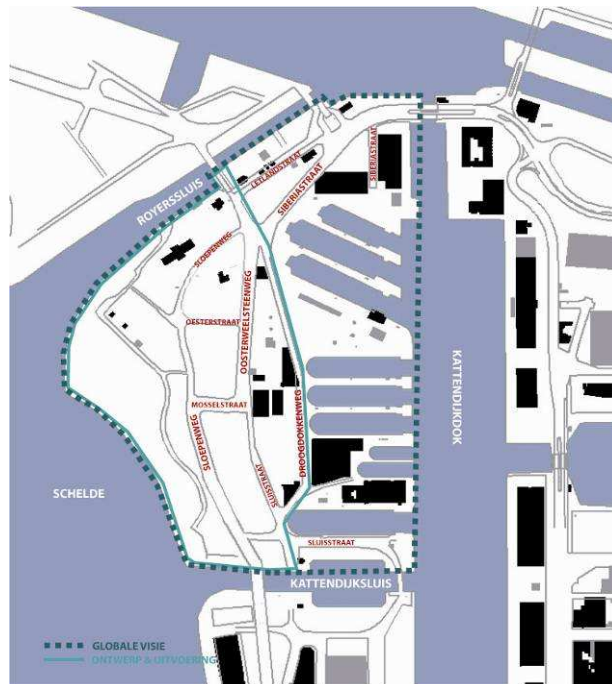 ROYERSSLUIS
LETLANDSTRAAT
SIBERIASTRAAT
SIBERIASTRAAT
SLOEPENWEG
OESTERSTRAAT
OOSTERWEELSTEENWEG
MOSSELSTRAAT
SLOEPENWEG
DROOGDOKKENWEG
KATTENDIJKDOK
SLUISSTRAAT
SCHELDE
SLUISSTRAAT
KATTENDIJKSLUIS
GLOBALE VISIE
ONTWERP & UITVOERING